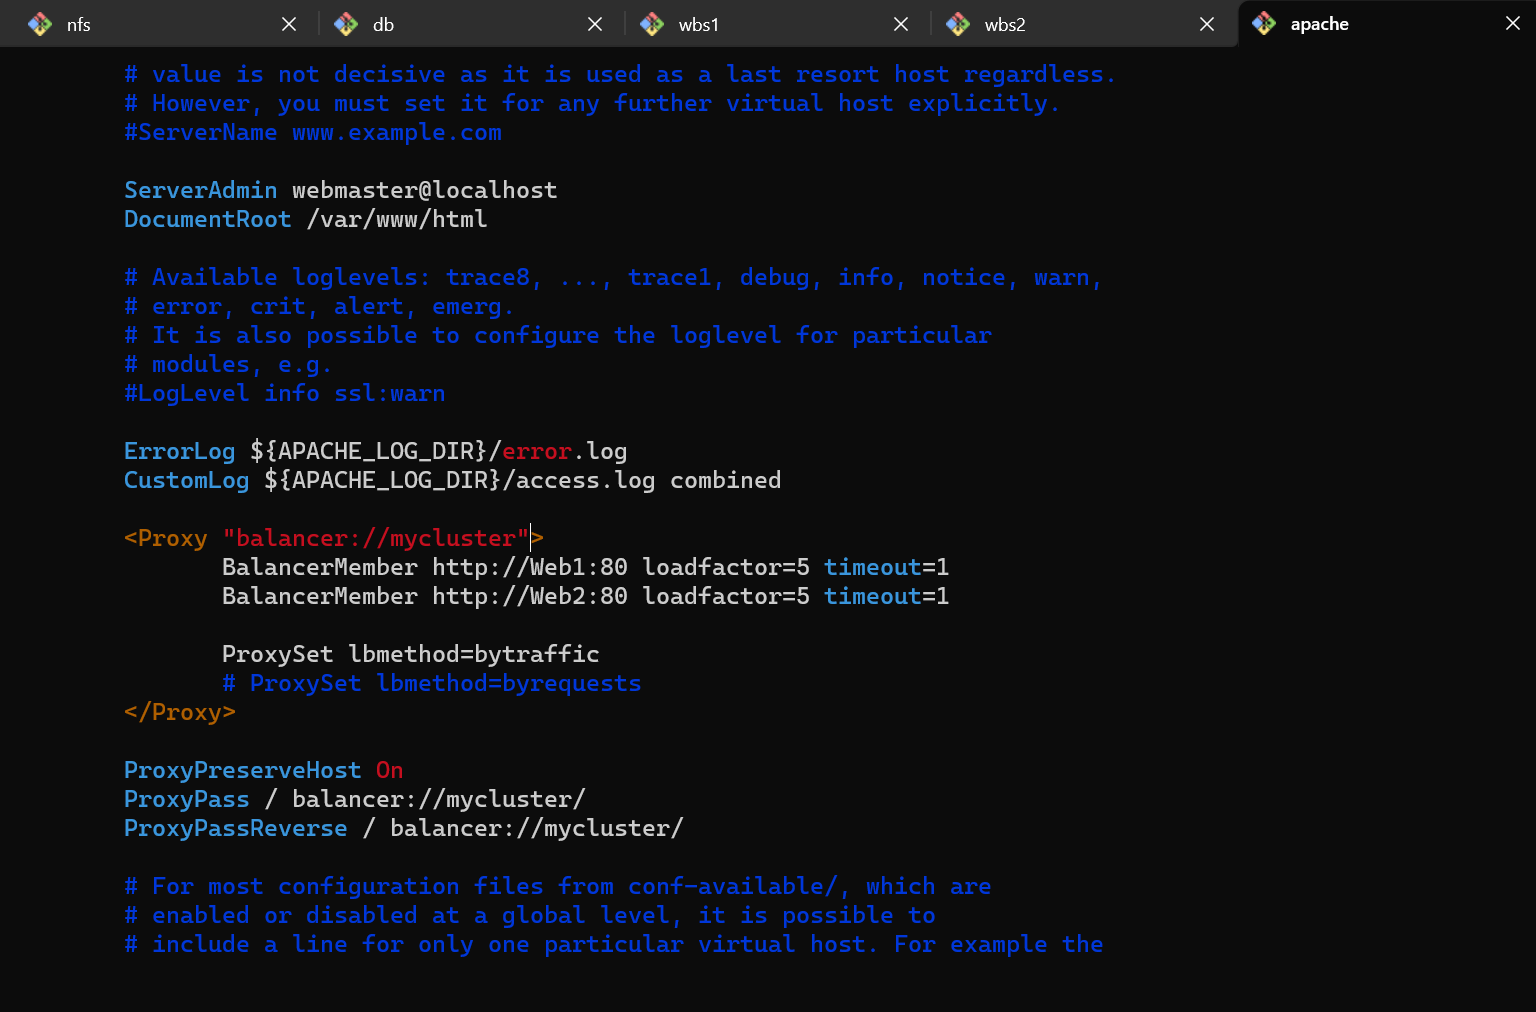 nfs
db
wbs1
wbs2
apache
# value is not decisive as it is used as a last resort host regardless.
# However, you must set it for any further virtual host explicitly.
#ServerName www.example.com
ServerAdmin webmaster@localhost
DocumentRoot /var/www/html
# Available loglevels: trace8, ..., trace1, debug, info, notice, warn,
# error, crit, alert, emerg.
# It is also possible to configure the loglevel for particular
# modules, e.g.
#LogLevel info ssl:warn
ErrorLog ${APACHE_LOG_DIR}/error.log
CustomLog ${APACHE_LOG_DIR}/access.log combined
<Proxy "balancer://mycluster">
BalancerMember http://Web1:80 loadfactor=5 timeout=1
BalancerMember http://Web2:80 loadfactor=5 timeout=1
ProxySet lbmethod=bytraffic
# ProxySet lbmethod=byrequests
</Proxy>
ProxyPreserveHost On
ProxyPass / balancer://mycluster/
ProxyPassReverse / balancer://mycluster/
# For most configuration files from conf-available/, which are
# enabled or disabled at a global level, it is possible to
# include a line for only one particular virtual host. For example the